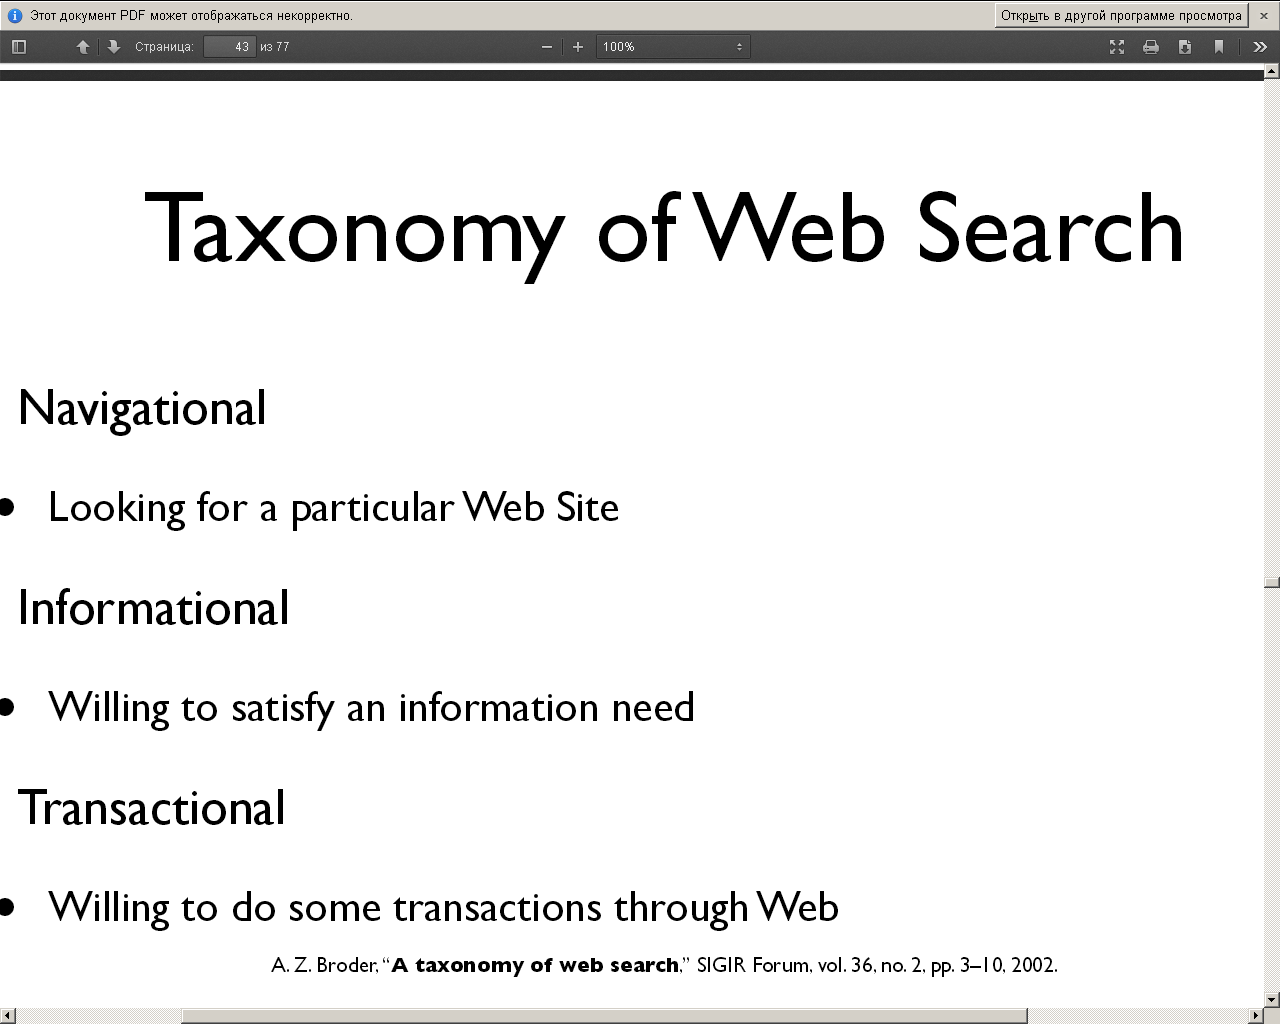 Этот документ PDF может отображаться некорректно.
Открыть в другой программе просмотра
Страница: 43 из 77
100%
Taxonomy of Web Search
Navigational
• Looking for a particular Web Site
Informational
• Willing to satisfy an information need
Transactional
• Willing to do some transactions through Web
A. Z. Broder, “A taxonomy of web search,” SIGIR Forum, vol. 36, no. 2, pp. 3–10, 2002.